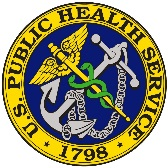 U.S. PUBLIC HEALTH SERVICE
1798